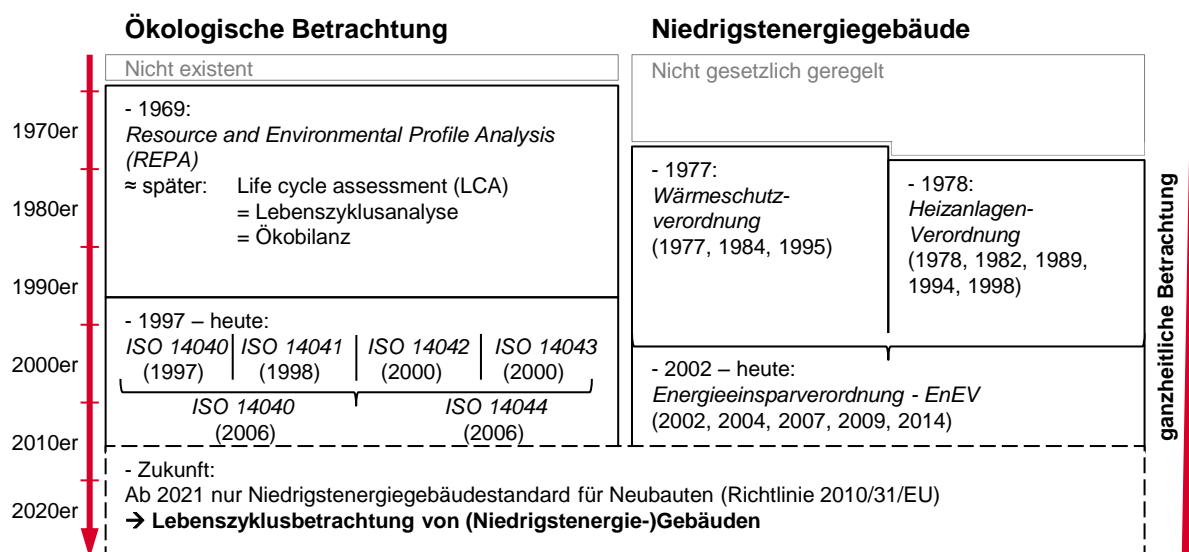 Ökologische Betrachtung
Niedrigstenergiegebäude
Nicht existent
Nicht gesetzlich geregelt
1970er
1980er
1990er
2000er
2010er
2020er
- 1969:
Resource and Environmental Profile Analysis
(REPA)
≈ später: Life cycle assessment (LCA)
= Lebenszyklusanalyse
= Ökobilanz
- 1977:
Wärmeschutz-
verordnung
(1977, 1984, 1995)
- 1978:
Heizanlagen-
Verordnung
(1978, 1982, 1989,
1994, 1998)
- 1997 – heute:
ISO 14040 ISO 14041 ISO 14042 ISO 14043
(1997) (1998) (2000) (2000)
ISO 14040 ISO 14044
(2006) (2006)
- 2002 – heute:
Energieeinsparverordnung - EnEV
(2002, 2004, 2007, 2009, 2014)
- Zukunft:
Ab 2021 nur Niedrigstenergiegebäudestandard für Neubauten (Richtlinie 2010/31/EU)
→ Lebenszyklusbetrachtung von (Niedrigstenergie-)Gebäuden
ganzheitliche Betrachtung